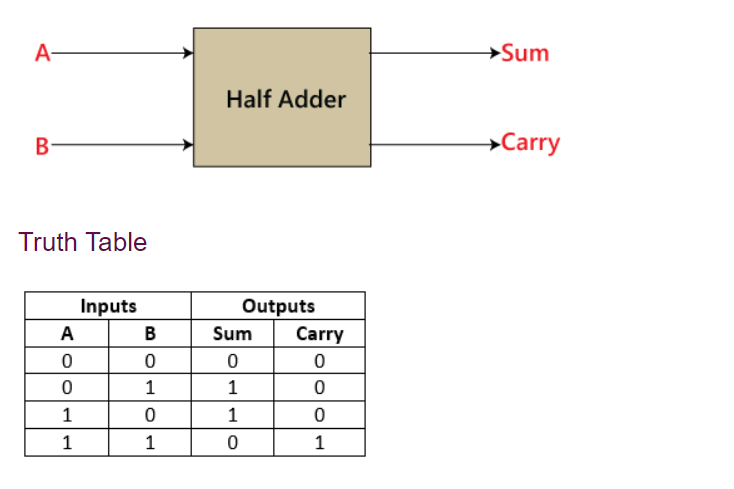 A
Sum
Half Adder
B
Carry
Truth Table
Inputs Outputs
A B Sum Carry
0 0 0 0
0 1 1 0
1 0 1 0
1 1 0 1